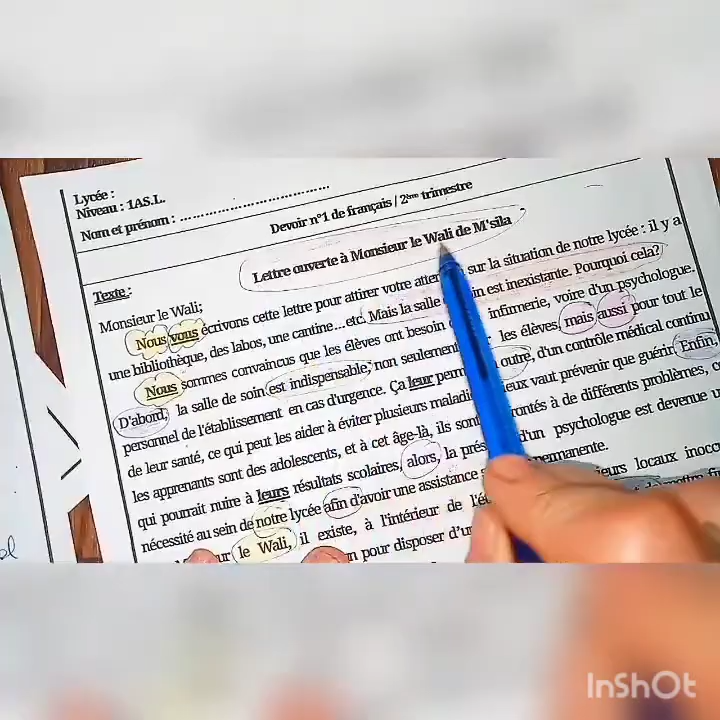 Lycée :
Niveau : 1AS.L.
Nom et prénom : ....................................
Devoir n°1 de français / 2ème trimestre
Lettre ouverte à Monsieur le Wali de M'sila
Texte :
Monsieur le Wali;
Nous vous écrivons cette lettre pour attirer votre sur la situation de notre lycée : il y a
une bibliothèque, des labos, une cantine...etc. Mais la salle est inexistante. Pourquoi cela?
Nous sommes convaincus que les élèves ont besoin infirmerie, voire d'un psychologue.
D'abord, la salle de soin est indispensable, non seulement les élèves, mais aussi pour tout le
personnel de l'établissement en cas d'urgence. Ça leur outre, d'un contrôle médical continu
de leur santé, ce qui peut les aider à éviter plusieurs vaut prévenir que guérir. Enfin,
les apprenants sont des adolescents, et à cet âge-là, ils sont à de différents problèmes,
qui pourrait nuire à leurs résultats scolaires, alors, la d'un psychologue est devenue
nécessité au sein de notre lycée afin d'avoir une assistance permanente.
le Wali, il existe, à l'intérieur de locaux
pour disposer
InShOt